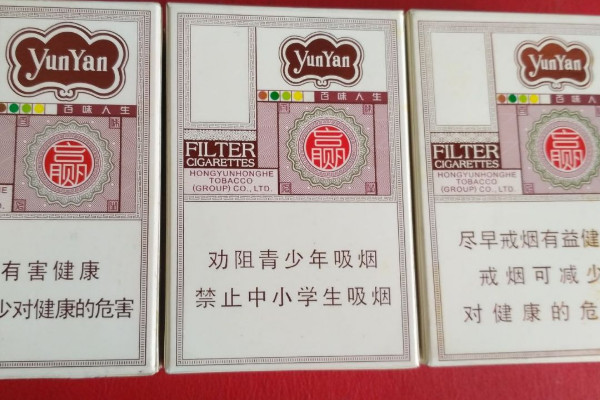 YunYan
百味人生
赢
有害健康
少对健康的危害
YunYan
百味人生
赢
FILTER
CIGARETTES
HONGYUNHONGHE
TOBACCO
(GROUP) CO., LTD.
劝阻青少年吸烟
禁止中小学生吸烟
YunYan
百味人生
赢
FILTER
CIGARETTES
HONGYUNHONGHE
TOBACCO
(GROUP) CO., LTD.
尽早戒烟有益健
戒烟可减少
对健康的危